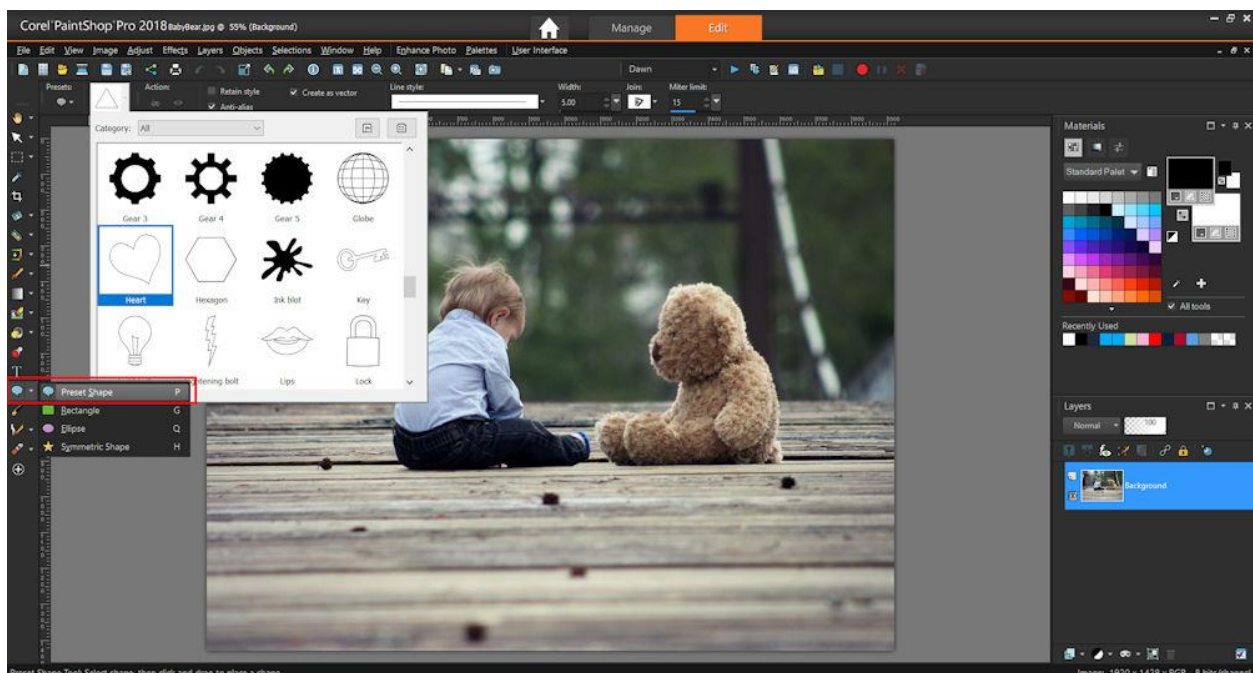 Corel PaintShop Pro 2018 BabyBear.jpg @ 55% (Background)
Manage
Edit
File Edit View Image Adjust Effects Layers Objects Selections Window Help Enhance Photo Palettes User Interface
Dawn
Presets:
Action:
Retain style
Anti-alias
Create as vector
Line style:
Width:
5.00
Join:
Miter limit:
15
Category: All
Gear 3
Gear 4
Gear 5
Globe
Heart
Hexagon
Ink blot
Key
bolt
Lips
Lock
Preset Shape P
Rectangle G
Ellipse Q
Symmetric Shape H
Materials
Standard Palet
All tools
Recently Used
Layers
Normal
100
Background